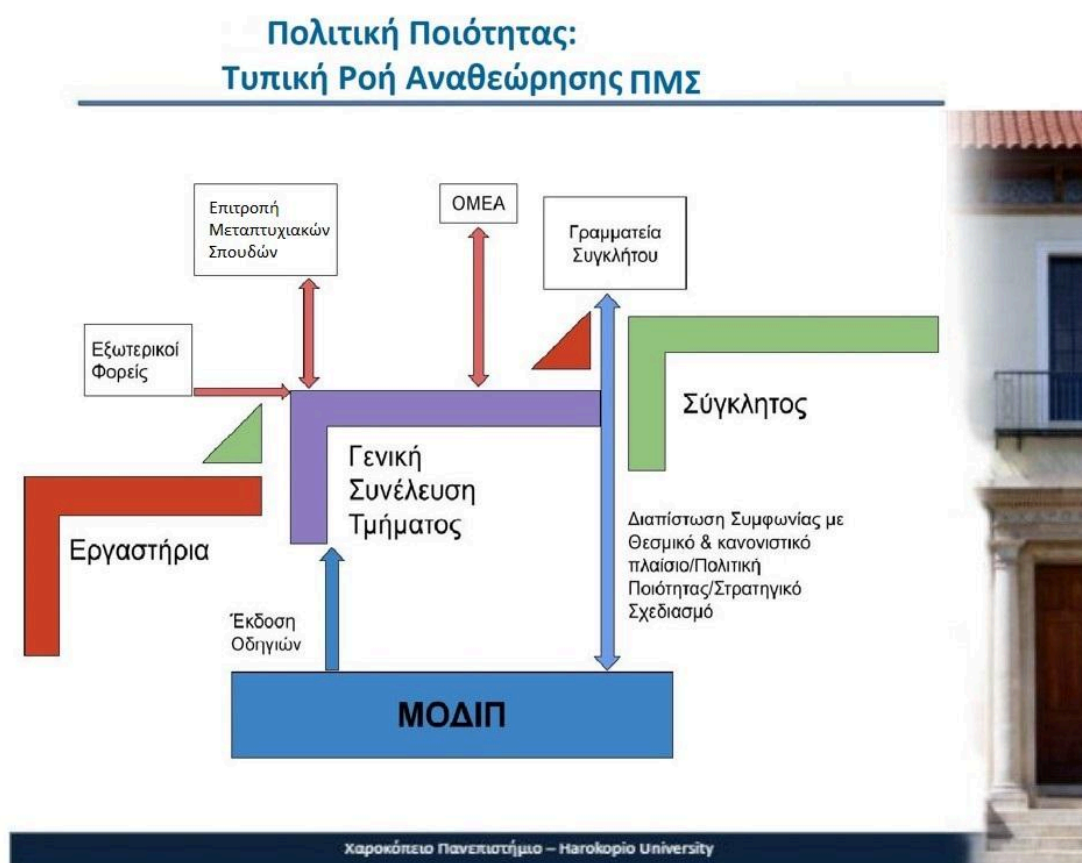 Πολιτική Ποιότητας:
Τυπική Ροή Αναθεώρησης ΠΜΣ
Επιτροπή
Μεταπτυχιακών
Σπουδών
ΟΜΕΑ
Γραμματεία
Συγκλήτου
Εξωτερικοί
Φορείς
Σύγκλητος
Γενική
Συνέλευση
Τμήματος
Εργαστήρια
Διαπίστωση Συμφωνίας με
Θεσμικό & κανονιστικό
πλαίσιο/Πολιτική
Ποιότητας/Στρατηγικό
Σχεδιασμό
Έκδοση
Οδηγιών
ΜΟΔΙΠ
Χαροκόπειο Πανεπιστήμιο – Harokopio University